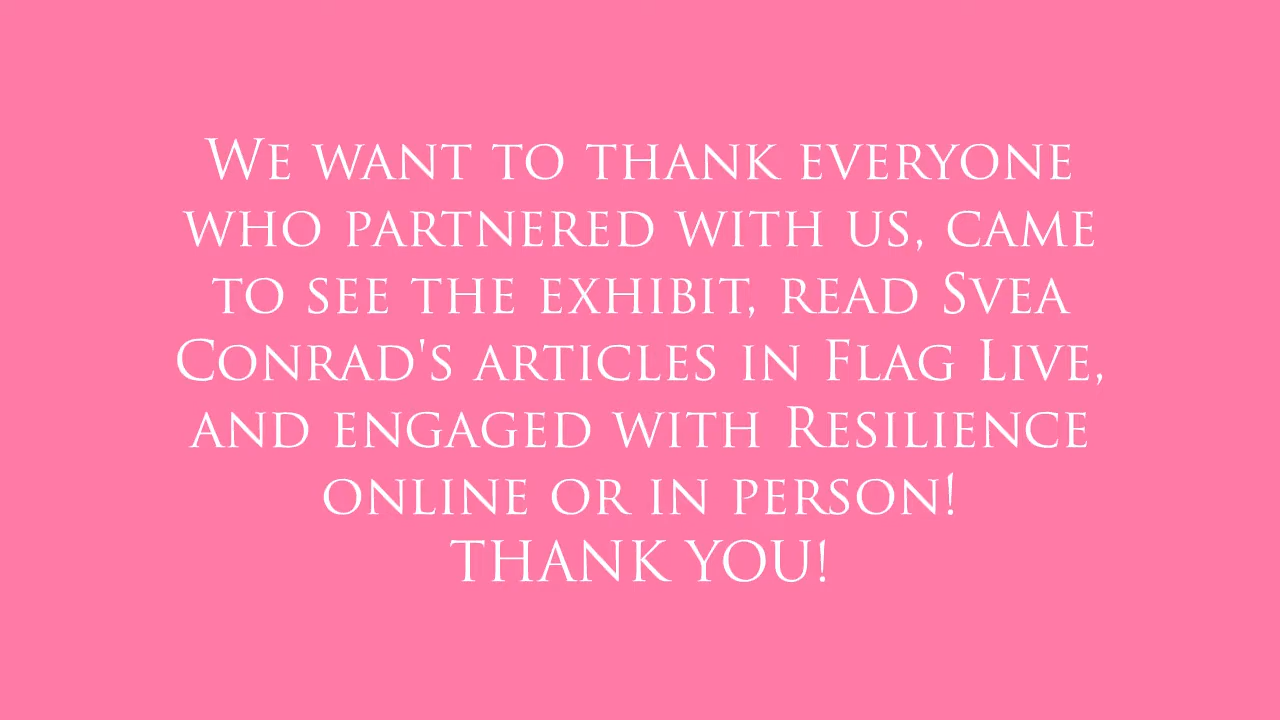 We want to thank everyone
who partnered with us, came
to see the exhibit, read Svea
Conrad's articles in Flag Live,
and engaged with Resilience
online or in person!
THANK YOU!